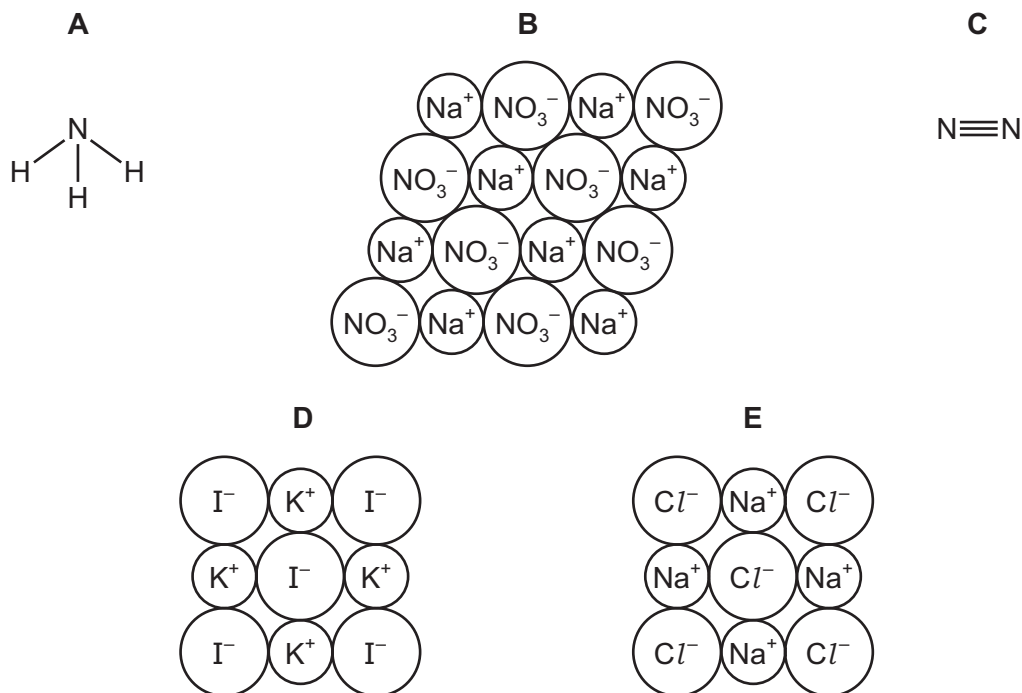 A B C
Na⁺ NO₃⁻ Na⁺ NO₃⁻
NO₃⁻ Na⁺ NO₃⁻ Na⁺
Na⁺ NO₃⁻ Na⁺ NO₃⁻
NO₃⁻ Na⁺ NO₃⁻ Na⁺
N
H H
H
N≡N
D E
I⁻ K⁺ I⁻
K⁺ I⁻ K⁺
I⁻ K⁺ I⁻
Cl⁻ Na⁺ Cl⁻
Na⁺ Cl⁻ Na⁺
Cl⁻ Na⁺ Cl⁻